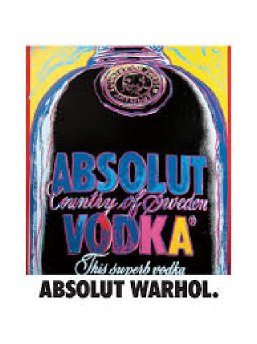 ABSOLUT
Country of Sweden
VODKA®
This superb vodka
ABSOLUT WARHOL.